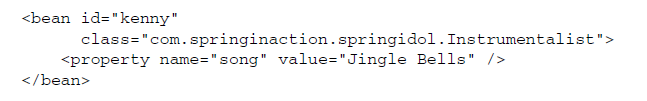 <bean id="kenny"
class="com.springinaction.springidol.Instrumentalist">
<property name="song" value="Jingle Bells" />
</bean>